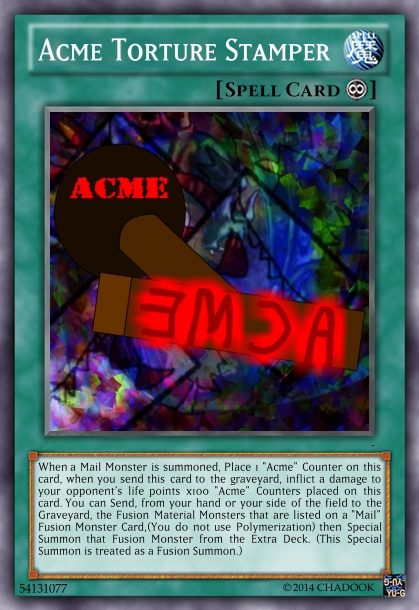 ACME TORTURE STAMPER
魔
[SPELL CARD ]
ACME
ACME
-
When a Mail Monster is summoned, Place 1 "Acme" Counter on this
card, when you send this card to the graveyard, inflict a damage to
your opponent's life points x100 "Acme" Counters placed on this
card. You can Send, from your hand or your side of the field to the
Graveyard, the Fusion Material Monsters that are listed on a "Mail"
Fusion Monster Card,(You do not use Polymerization) then Special
Summon that Fusion Monster from the Extra Deck. (This Special
Summon is treated as a Fusion Summon.)
54131077
©2014 CHADOOK
YU-G